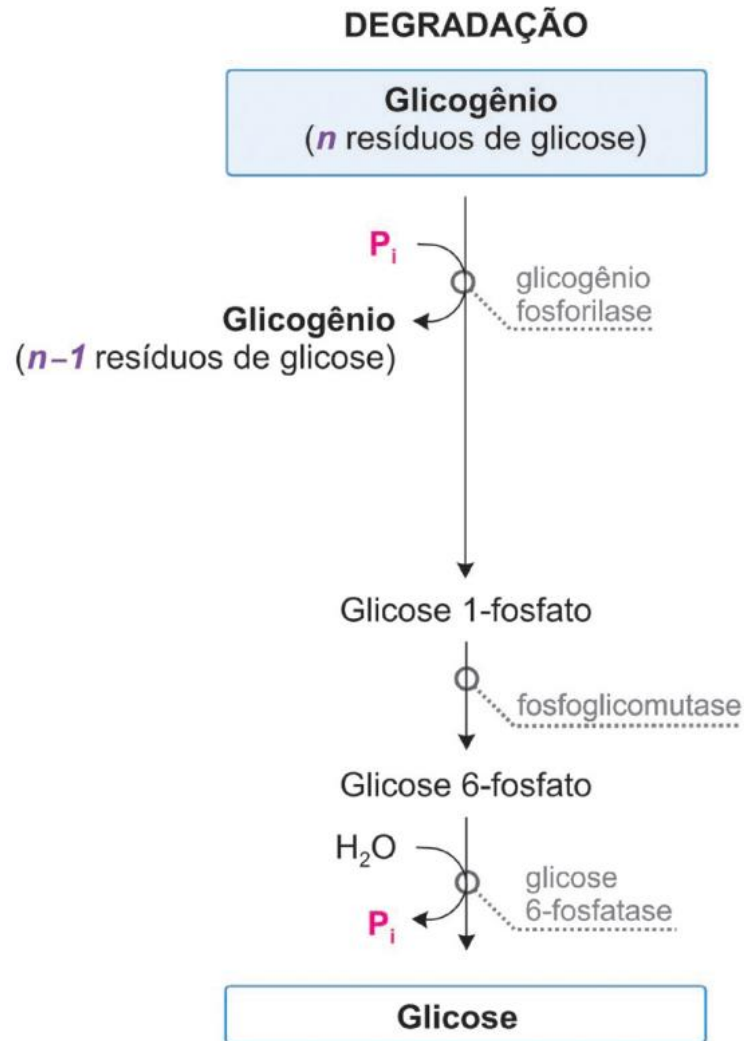 DEGRADAÇÃO
Glicogênio
(n resíduos de glicose)
Pi
glicogênio
fosforilase
Glicogênio
(n–1 resíduos de glicose)
Glicose 1-fosfato
fosfoglicomutase
Glicose 6-fosfato
H₂O
glicose
6-fosfatase
Pi
Glicose